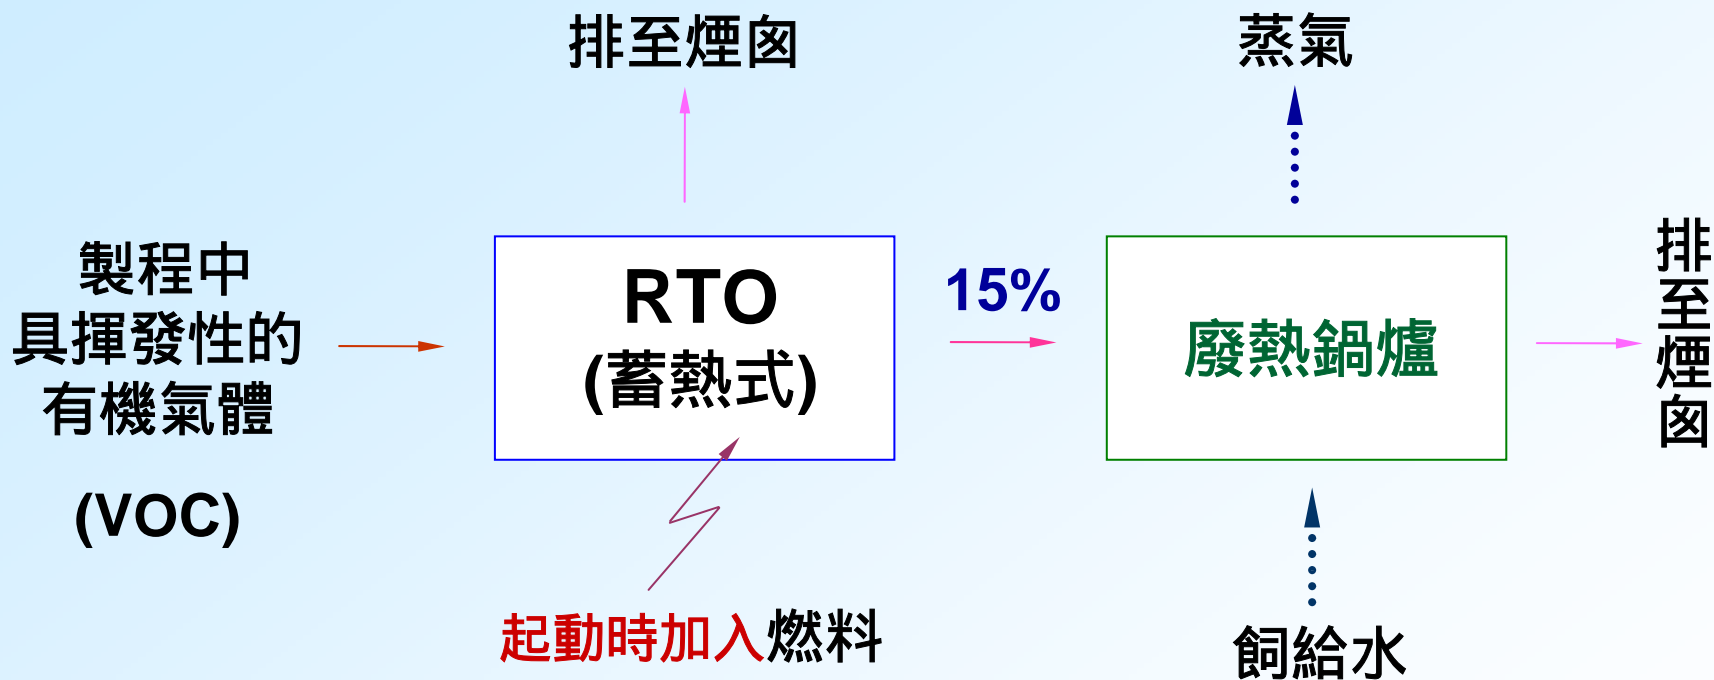 排至煙囪
蒸氣
製程中
具揮發性的
有機氣體
(VOC)
RTO
(蓄熱式)
15%
廢熱鍋爐
排至煙囪
起動時加入燃料
飼給水